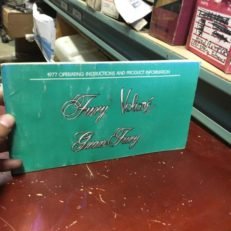 1977 OPERATING INSTRUCTIONS AND PRODUCT INFORMATION
Fury Volaré
Gran Fury